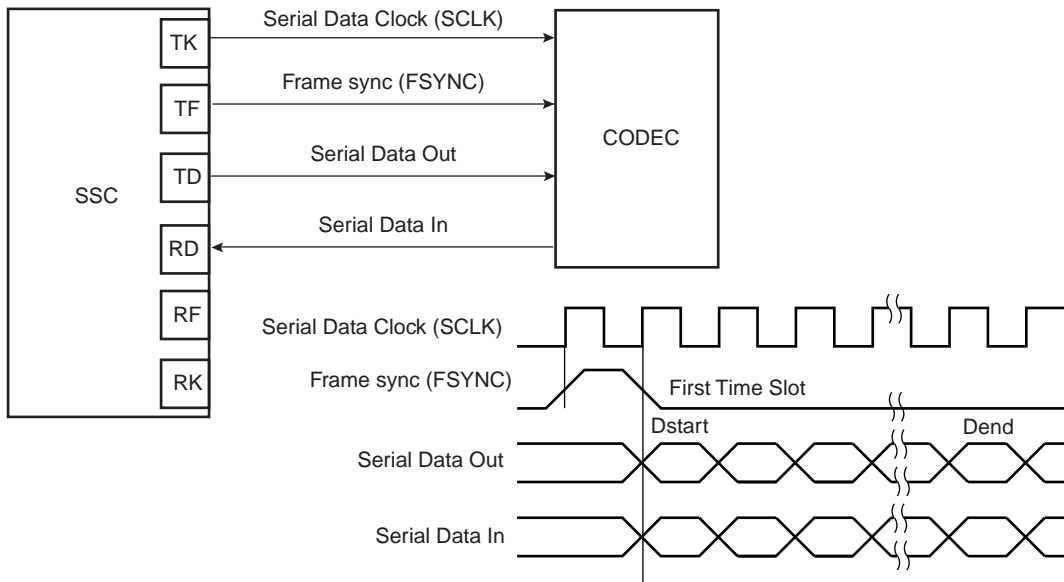 Serial Data Clock (SCLK)
TK
Frame sync (FSYNC)
TF
CODEC
Serial Data Out
TD
SSC
Serial Data In
RD
RF
Serial Data Clock (SCLK)
RK
Frame sync (FSYNC)
First Time Slot
Dstart
Dend
Serial Data Out
Serial Data In